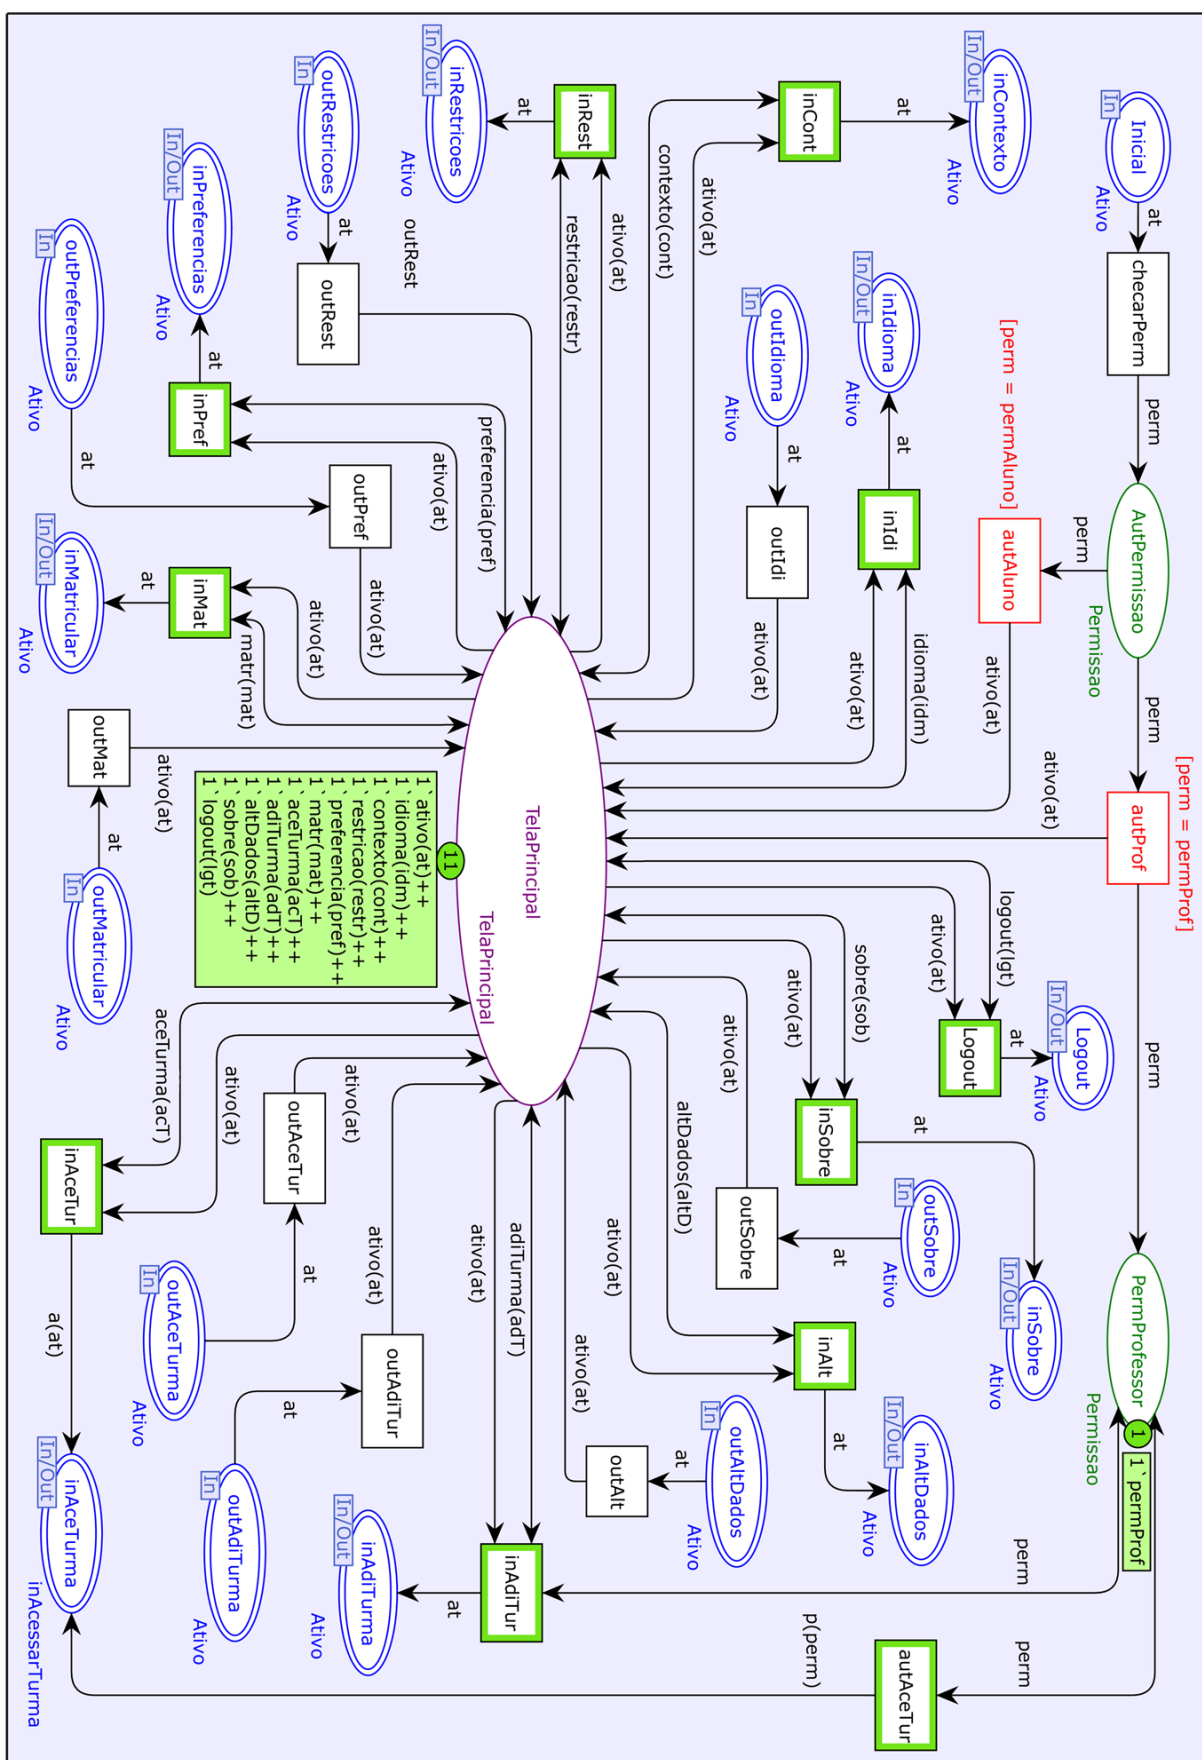 Initial
In
Ativo
at
checarPerm
perm
AutPermissao
Permissao
perm
[perm = permProf]
autProf
perm
PermProfessor
Permissao
1
1`permProf
inContexto
In/Out
Ativo
at
inCont
ativo(at)
contexto(cont)
[perm = permAluno]
autAluno
perm
ativo(at)
ativo(at)
inIdioma
In/Out
Ativo
at
inIdi
idioma(idm)
ativo(at)
outIdioma
In
Ativo
at
outIdi
ativo(at)
Logout
In/Out
Ativo
at
Logout
logout(lgt)
ativo(at)
inSobre
In/Out
Ativo
at
inSobre
sobre(sob)
ativo(at)
outSobre
In
Ativo
at
outSobre
ativo(at)
inAlt
altDados(altD)
ativo(at)
at
inAltDados
In/Out
Ativo
outAltDados
In
Ativo
at
outAlt
ativo(at)
perm
perm
autAceTur
p(perm)
inRestricoes
In/Out
Ativo
at
inRest
ativo(at)
restricao(restr)
outRestricoes
In
Ativo
at
outRest
outRest
inPreferencias
In/Out
Ativo
at
inPref
preferencia(pref)
ativo(at)
outPreferencias
In
Ativo
at
outPref
ativo(at)
inMatricular
In/Out
Ativo
at
inMat
ativo(at)
matr(mat)
outMat
ativo(at)
at
outMatricular
In
Ativo
TelaPrincipal
TelaPrincipal
11
1`ativo(at)++
1`idioma(idm)++
1`contexto(cont)++
1`restricao(restr)++
1`preferencia(pref)++
1`matr(mat)++
1`aceTurma(acT)++
1`adiTurma(adT)++
1`altDados(altD)++
1`sobre(sob)++
1`logout(lgt)
adiTurma(adT)
ativo(at)
inAdiTur
at
inAdiTurma
In/Out
Ativo
outAdiTur
ativo(at)
at
outAdiTurma
In
Ativo
outAceTur
ativo(at)
at
outAceTurma
In
Ativo
aceTurma(acT)
ativo(at)
inAceTur
a(at)
inAceTurma
In/Out
inAcessarTurma